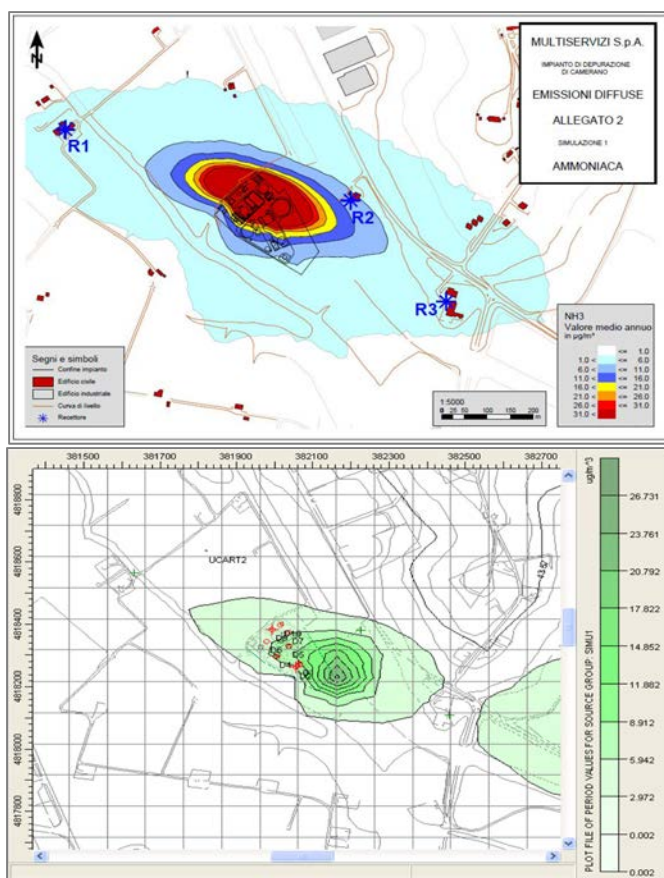 MULTISERVIZI S.p.A.
IMPIANTO DI DEPURAZIONE
DI CAMERANO
EMISSIONI DIFFUSE
ALLEGATO 2
SIMULAZIONE 1
AMMONIACA
N
R1
R2
R3
Segni e simboli
Confine impianto
Edificio civile
Edificio industriale
Curva di livello
Recettore
1:5000
0 25 50 100 150 200
m
NH3
Valore medio annuo
in µg/m³
<= 1.0
1.0 < <= 6.0
6.0 < <= 11.0
11.0 < <= 16.0
16.0 < <= 21.0
21.0 < <= 26.0
26.0 < <= 31.0
31.0 <
381500 381700 381900 382100 382300 382500 382700
4818800
4818600
4818400
4818200
4818000
4817800
UCART2
D7
D5
D4
ug/m^3
26.731
23.761
20.792
17.822
14.852
11.882
8.912
5.942
2.972
0.002
0.002
PLOT FILE OF PERIOD VALUES FOR SOURCE GROUP: SIMU1